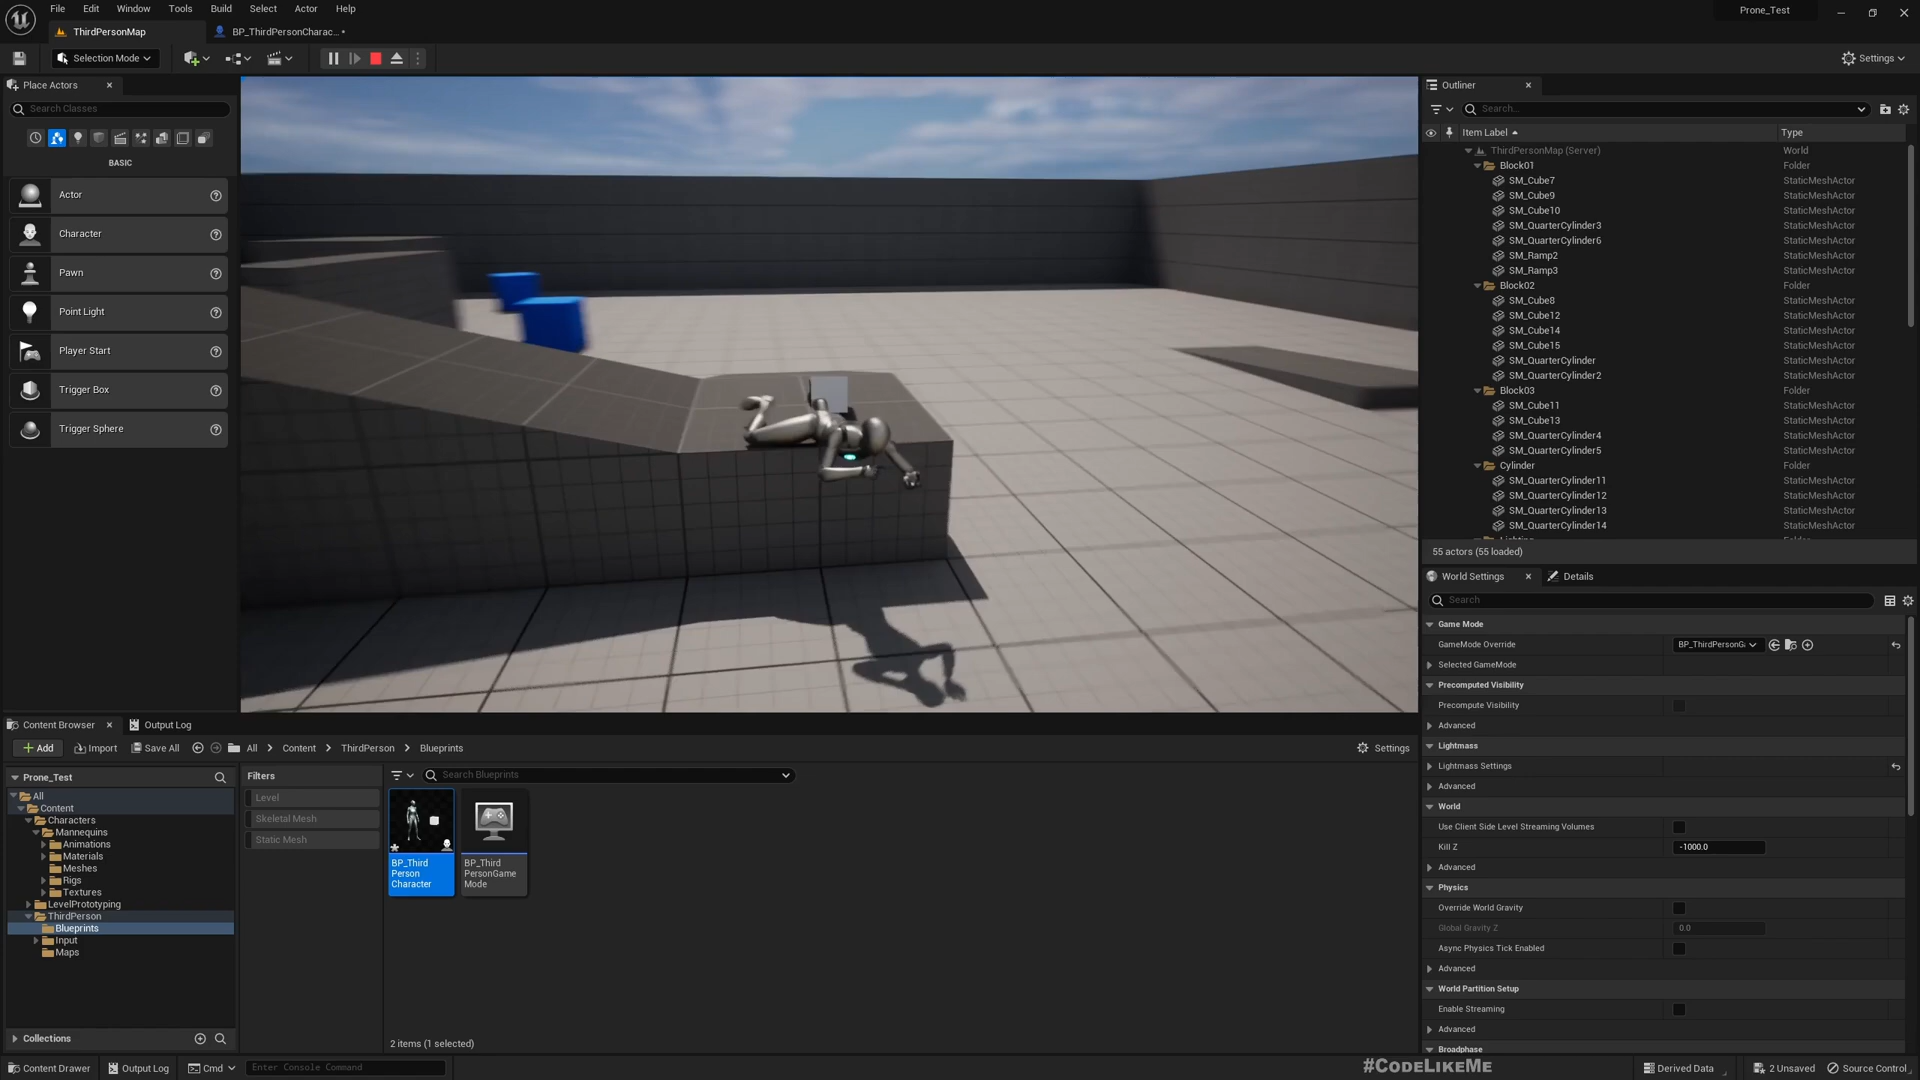 File Edit Window Tools Build Select Actor Help
Prone_Test
ThirdPersonMap
BP_ThirdPersonCharac...•
Selection Mode
Settings
Place Actors
Search Classes
BASIC
Actor
Character
Pawn
Point Light
Player Start
Trigger Box
Trigger Sphere
Outliner
Search...
Item Label Type
ThirdPersonMap (Server) World
Block01 Folder
SM_Cube7 StaticMeshActor
SM_Cube9 StaticMeshActor
SM_Cube10 StaticMeshActor
SM_QuarterCylinder3 StaticMeshActor
SM_QuarterCylinder6 StaticMeshActor
SM_Ramp2 StaticMeshActor
SM_Ramp3 StaticMeshActor
Block02 Folder
SM_Cube8 StaticMeshActor
SM_Cube12 StaticMeshActor
SM_Cube14 StaticMeshActor
SM_Cube15 StaticMeshActor
SM_QuarterCylinder StaticMeshActor
SM_QuarterCylinder2 StaticMeshActor
Block03 Folder
SM_Cube11 StaticMeshActor
SM_Cube13 StaticMeshActor
SM_QuarterCylinder4 StaticMeshActor
SM_QuarterCylinder5 StaticMeshActor
Cylinder Folder
SM_QuarterCylinder11 StaticMeshActor
SM_QuarterCylinder12 StaticMeshActor
SM_QuarterCylinder13 StaticMeshActor
SM_QuarterCylinder14 StaticMeshActor
55 actors (55 loaded)
World Settings Details
Search
Game Mode
GameMode Override BP_ThirdPersonG
Selected GameMode
Precomputed Visibility
Precompute Visibility
Advanced
Lightmass
Lightmass Settings
Advanced
World
Use Client Side Level Streaming Volumes
Kill Z -1000.0
Advanced
Physics
Override World Gravity
Global Gravity Z 0.0
Async Physics Tick Enabled
Advanced
World Partition Setup
Enable Streaming
Advanced
Broadphase
Content Browser Output Log
Add Import Save All All Content ThirdPerson Blueprints Settings
Prone_Test
All
Content
Characters
Mannequins
Animations
Materials
Meshes
Rigs
Textures
LevelPrototyping
ThirdPerson
Blueprints
Input
Maps
Collections
Filters
Level
Skeletal Mesh
Static Mesh
Search Blueprints
BP_Third
Person
Character
BP_Third
PersonGame
Mode
2 items (1 selected)
Content Drawer Output Log Cmd Enter Console Command
#CodeLikeMe
Derived Data 2 Unsaved Source Control